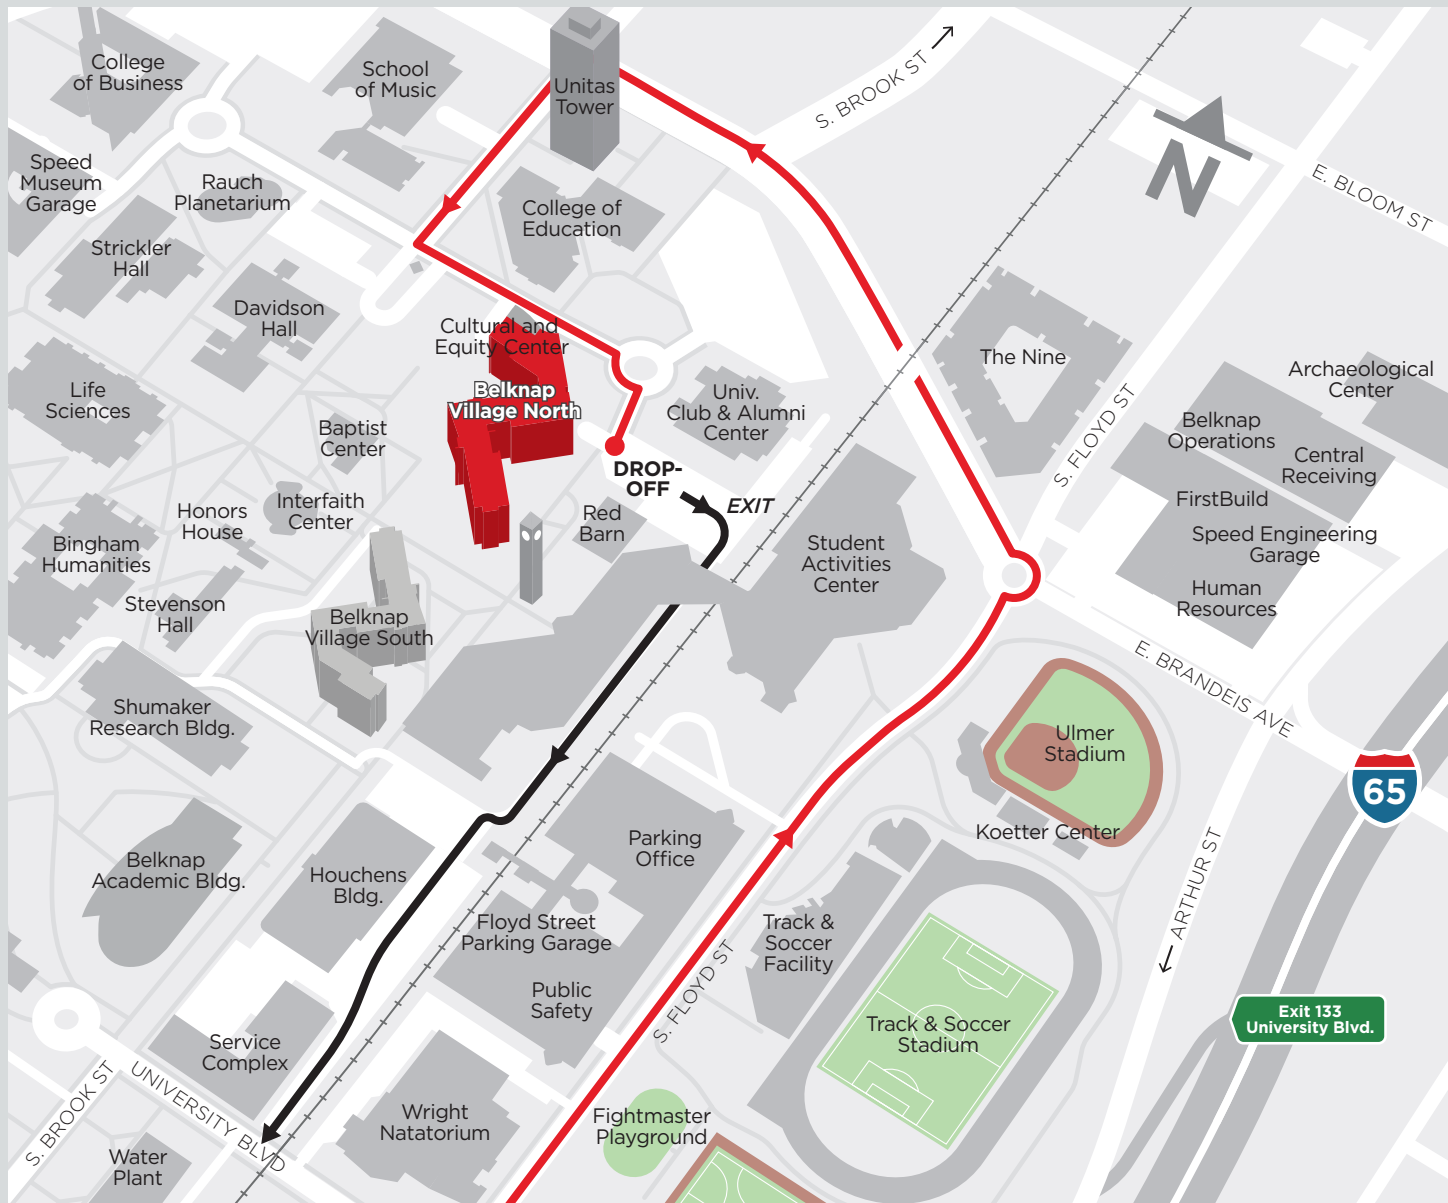 College
of Business
School
of Music
Unitas
Tower
S. BROOK ST
N
E. BLOOM ST
Speed
Museum
Garage
Rauch
Planetarium
College of
Education
Strickler
Hall
Davidson
Hall
Cultural and
Equity Center
The Nine
Archaeological
Center
Life
Sciences
Belknap
Village North
Univ.
Club & Alumni
Center
S. FLOYD ST
Belknap
Operations
Central
Receiving
Baptist
Center
DROP-
OFF
EXIT
FirstBuild
Honors
House
Interfaith
Center
Red
Barn
Speed Engineering
Garage
Bingham
Humanities
Student
Activities
Center
Human
Resources
Stevenson
Hall
Belknap
Village South
E. BRANDEIS AVE
Shumaker
Research Bldg.
Ulmer
Stadium
65
Koetter Center
Parking
Office
Belknap
Academic Bldg.
Houchens
Bldg.
ARTHUR ST
Floyd Street
Parking Garage
Track &
Soccer
Facility
S. FLOYD ST
Public
Safety
Exit 133
University Blvd.
Track & Soccer
Stadium
Service
Complex
S. BROOK ST
UNIVERSITY BLVD
Wright
Natatorium
Fightmaster
Playground
Water
Plant